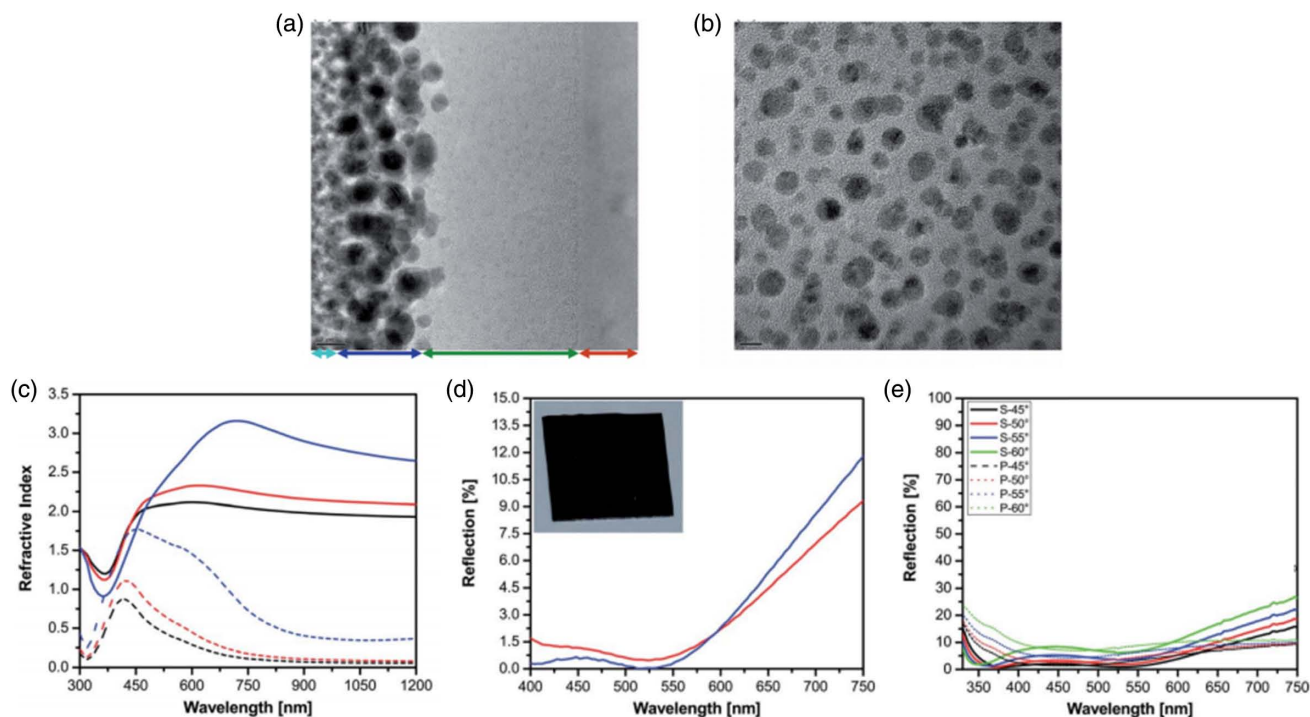 (a)
(b)
(c)
Refractive Index
3.5
3.0
2.5
2.0
1.5
1.0
0.5
0.0
300 450 600 750 900 1050 1200
Wavelength [nm]
(d)
Reflection [%]
15.0
13.5
12.0
10.5
9.0
7.5
6.0
4.5
3.0
1.5
0.0
400 450 500 550 600 650 700 750
Wavelength [nm]
(e)
Reflection [%]
100
90
80
70
60
50
40
30
20
10
0
S-45°
S-50°
S-55°
S-60°
P-45°
P-50°
P-55°
P-60°
350 400 450 500 550 600 650 700 750
Wavelength [nm]